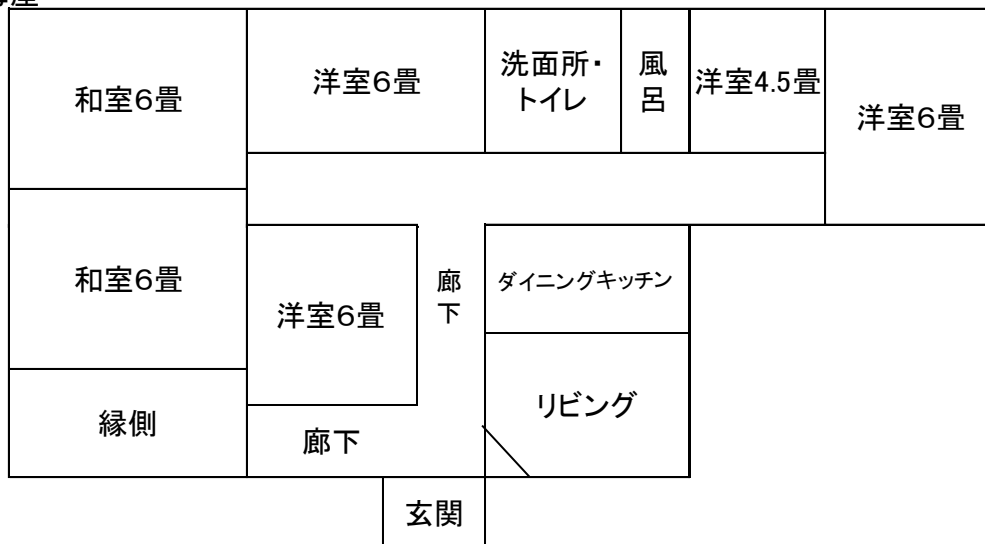 和室６畳
洋室６畳
洗面所・
トイレ
風
呂
洋室4.5畳
洋室６畳
和室６畳
洋室６畳
廊
下
ダイニングキッチン
リビング
縁側
廊下
玄関